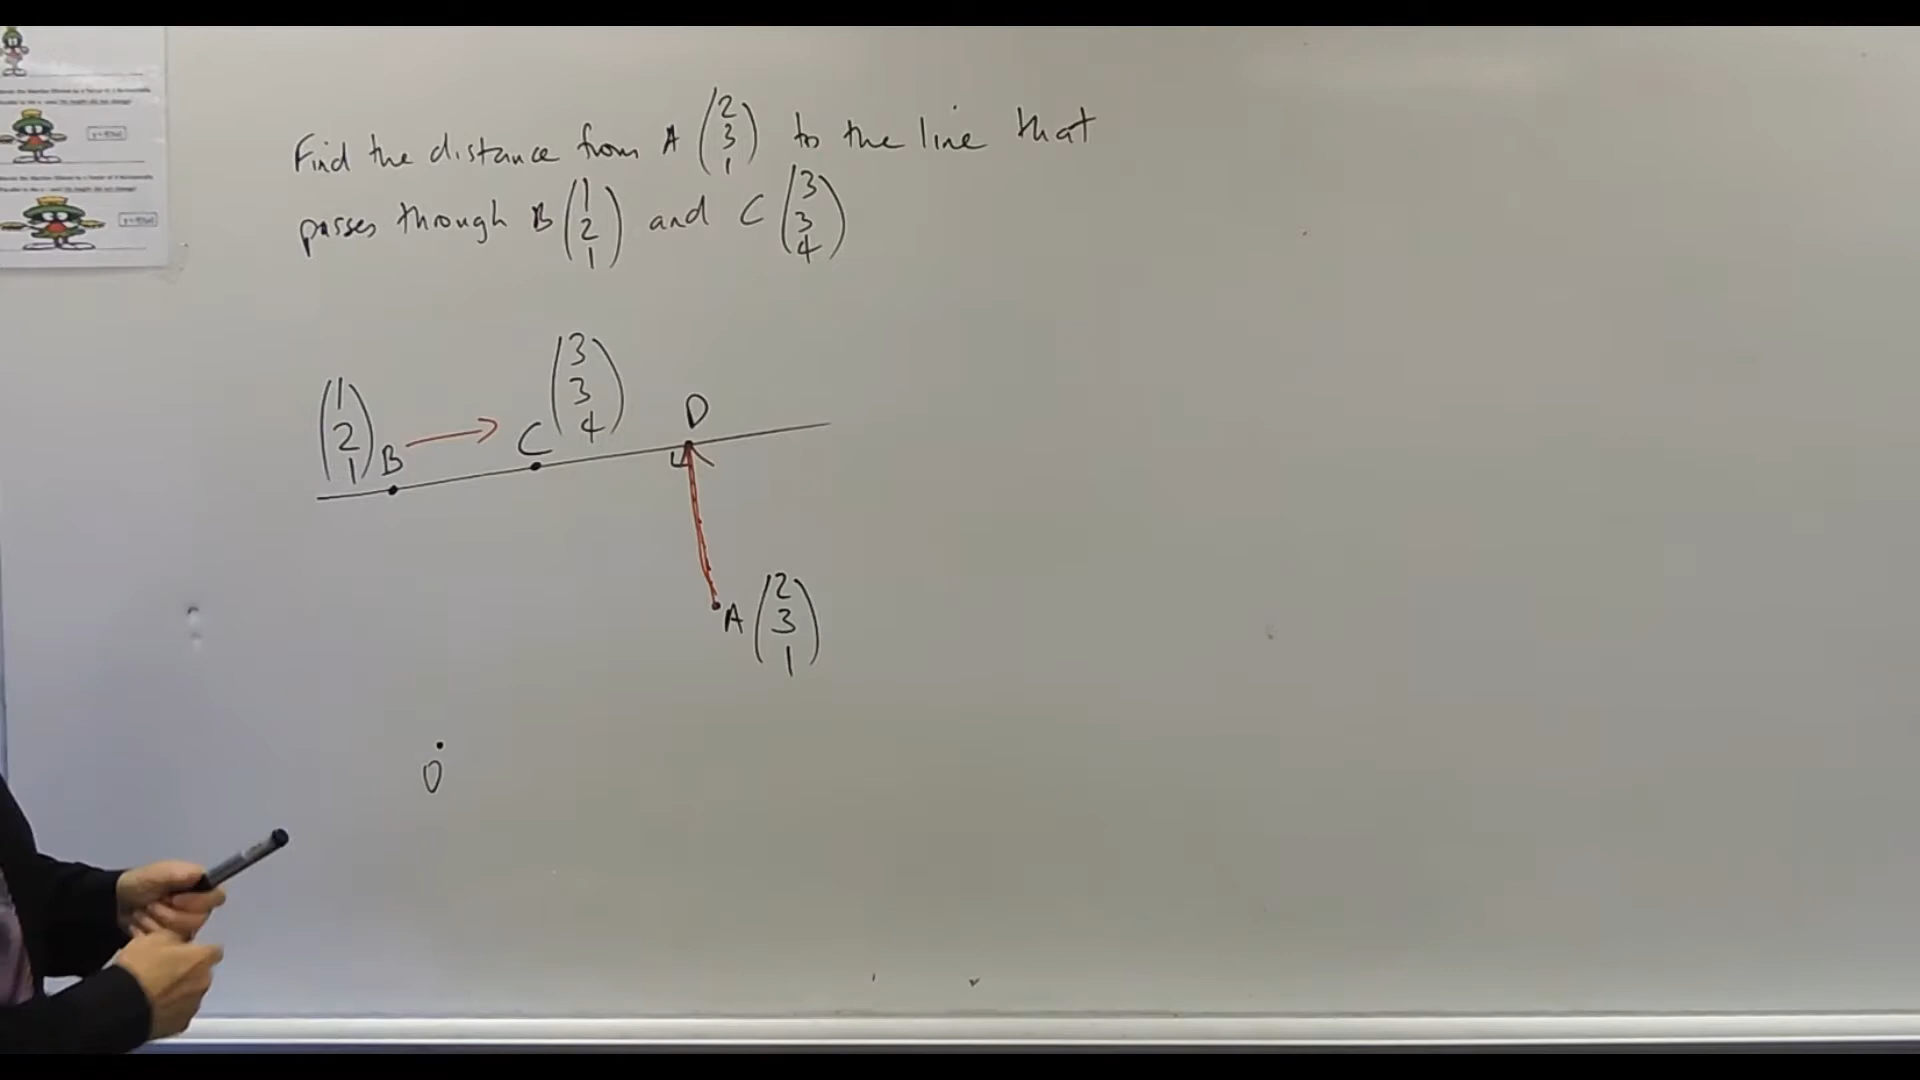 Find the distance from A (2 3 1) to the line that
passes through B (1 2 1) and C (3 3 4)
(3 3 4)
(1 2 1) B
C
D
A (2 3 1)
O